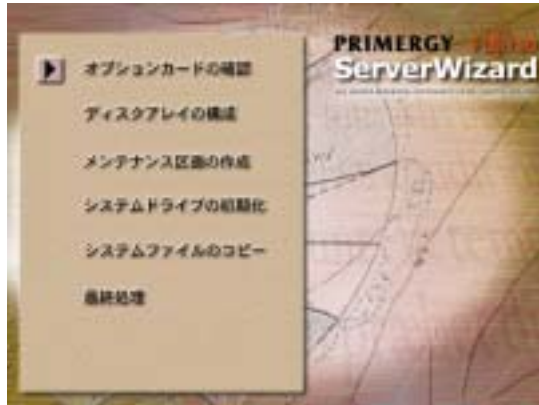 オプションカードの確認
ディスクアレイの構成
メンテナンス区画の作成
システムドライブの初期化
システムファイルのコピー
最終処理
PRIMERGY
ServerWizard